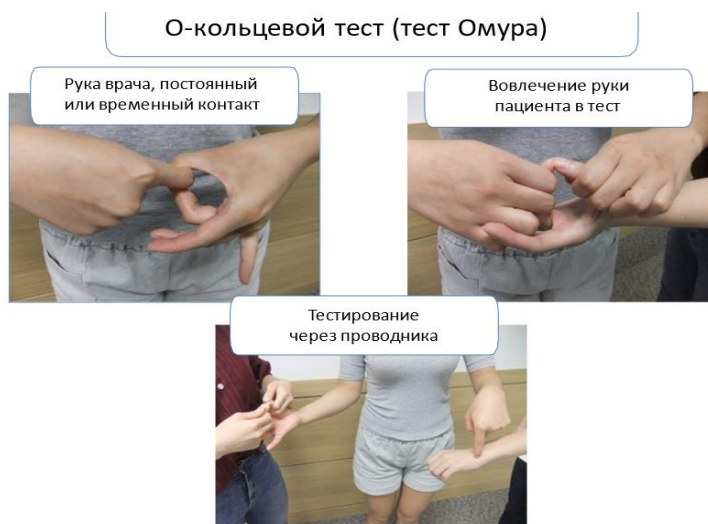 О-кольцевой тест (тест Омура)
Рука врача, постоянный
или временный контакт
Вовлечение руки
пациента в тест
Тестирование
через проводника